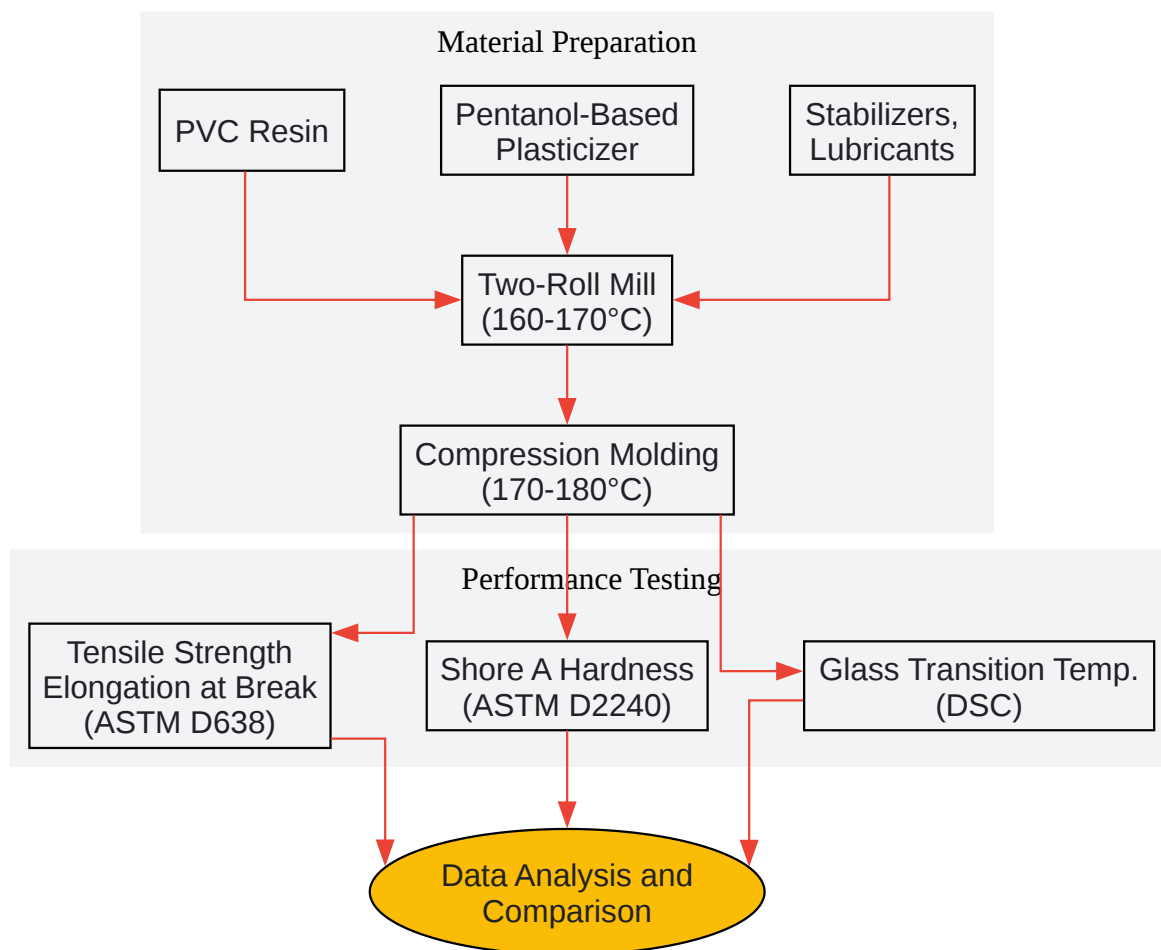 Material Preparation
PVC Resin
Pentanol-Based
Plasticizer
Stabilizers,
Lubricants
Two-Roll Mill
(160-170°C)
Compression Molding
(170-180°C)
Performance Testing
Tensile Strength
Elongation at Break
(ASTM D638)
Shore A Hardness
(ASTM D2240)
Glass Transition Temp.
(DSC)
Data Analysis and
Comparison